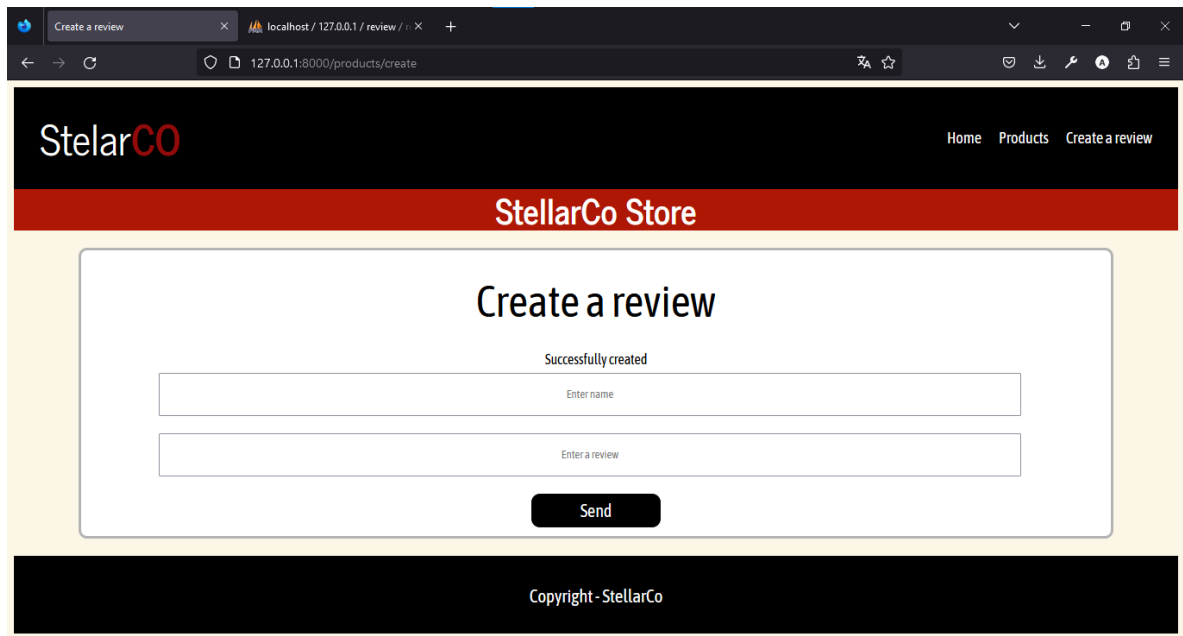 Create a review
localhost / 127.0.0.1 / review /
127.0.0.1:8000/products/create
StelarCO
Home Products Create a review
StellarCo Store
Create a review
Successfully created
Enter name
Enter a review
Send
Copyright - StellarCo